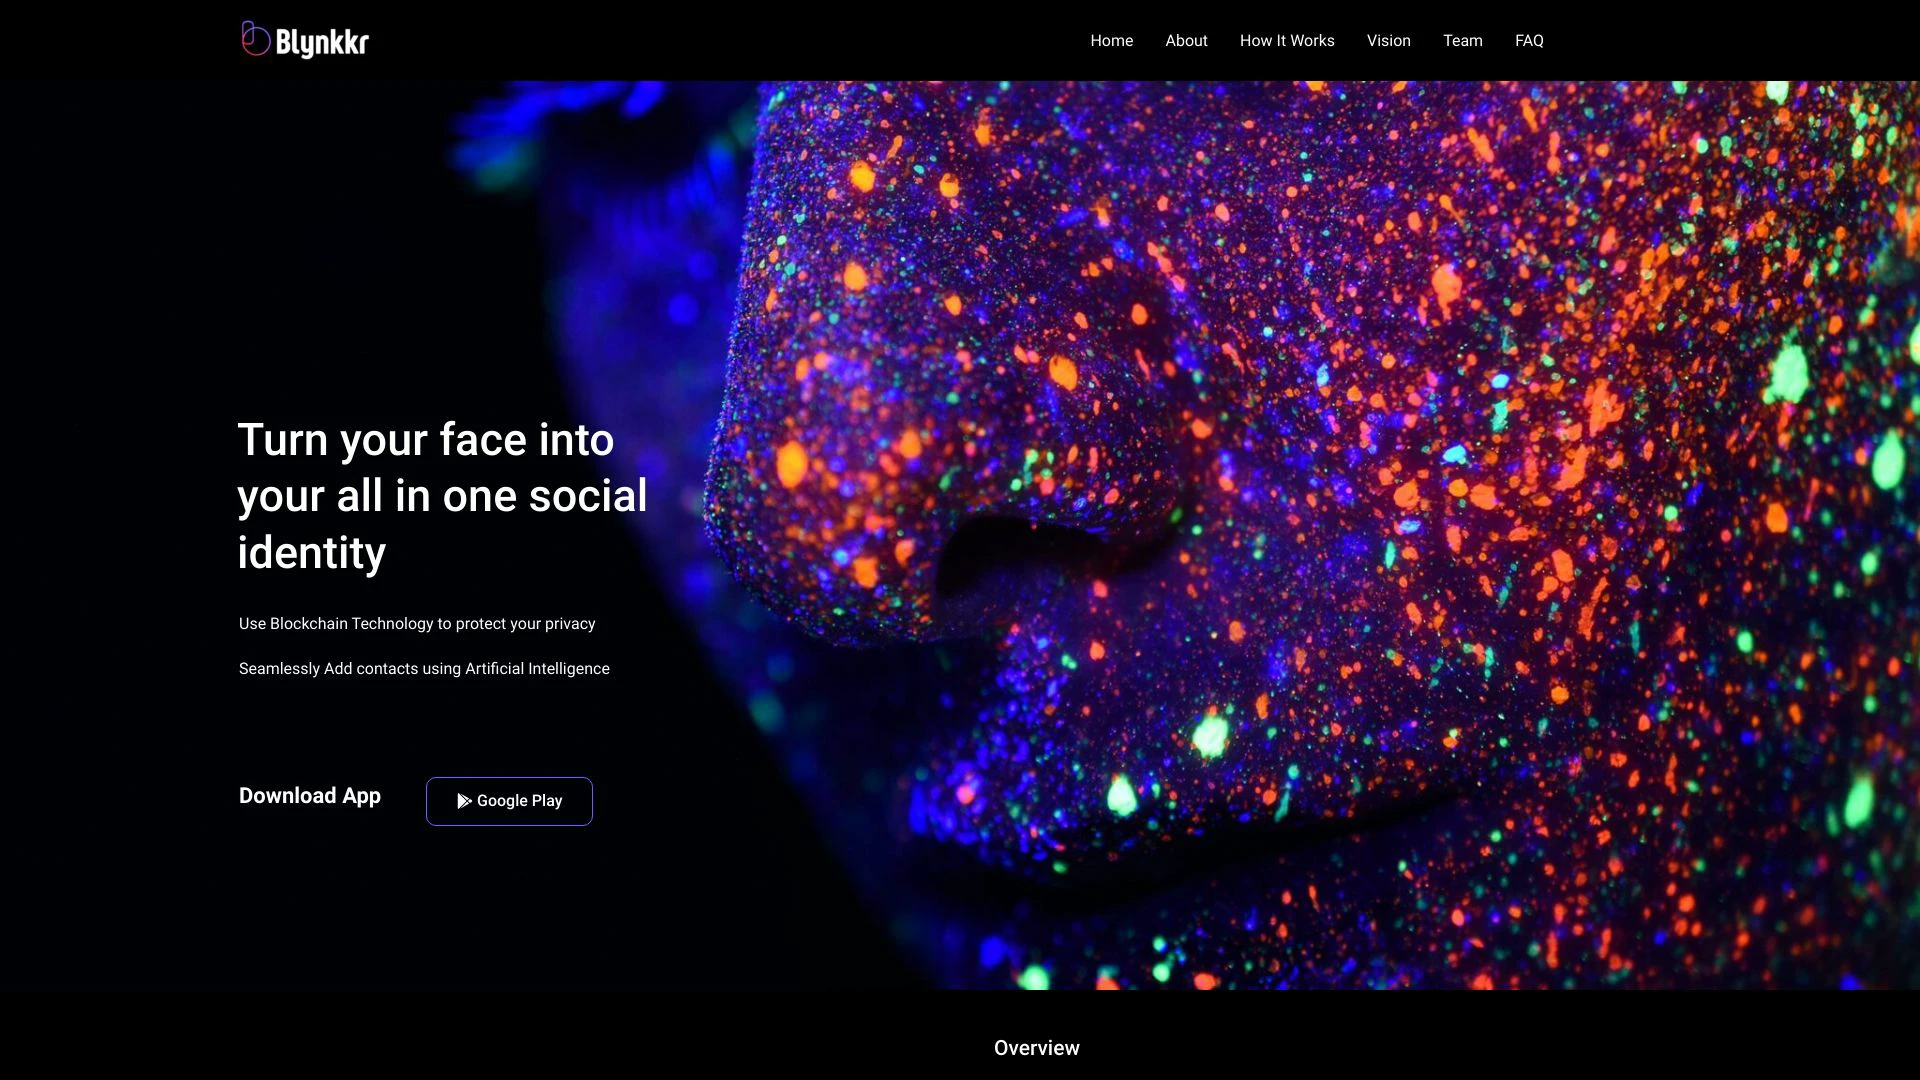 Blynkkr
Home
About
How It Works
Vision
Team
FAQ
Turn your face into
your all in one social
identity
Use Blockchain Technology to protect your privacy
Seamlessly Add contacts using Artificial Intelligence
Download App
Google Play
Overview